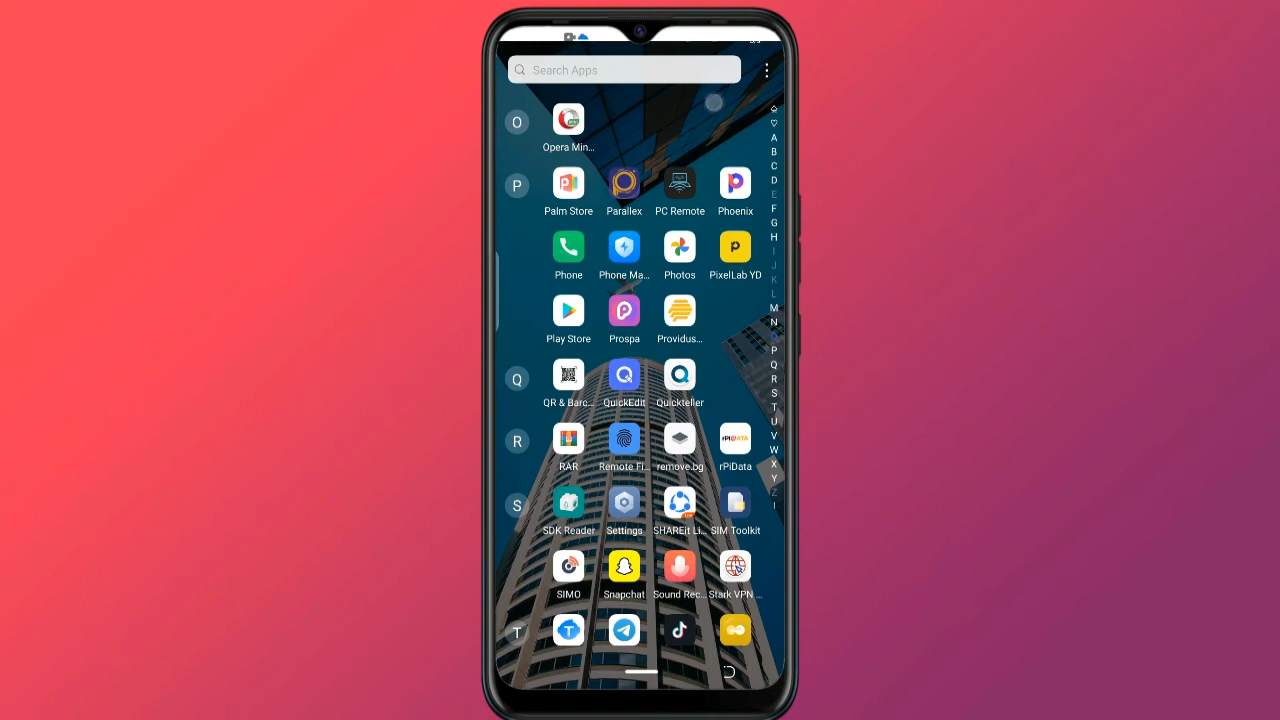 Search Apps
O
Opera Min...
P
Palm Store Parallex PC Remote Phoenix
Phone Phone Ma... Photos PixelLab YD
Play Store Prospa Providus...
Q
QR & Barc... QuickEdit Quickteller
R
rPiDATA
RAR Remote Fi... remove.bg rPiData
S
SDK Reader Settings SHAREit Li... SIM Toolkit
SIMO Snapchat Sound Rec... Stark VPN ...
T
A
B
C
D
E
F
G
H
I
J
K
L
M
N
O
P
Q
R
S
T
U
V
W
X
Y
Z